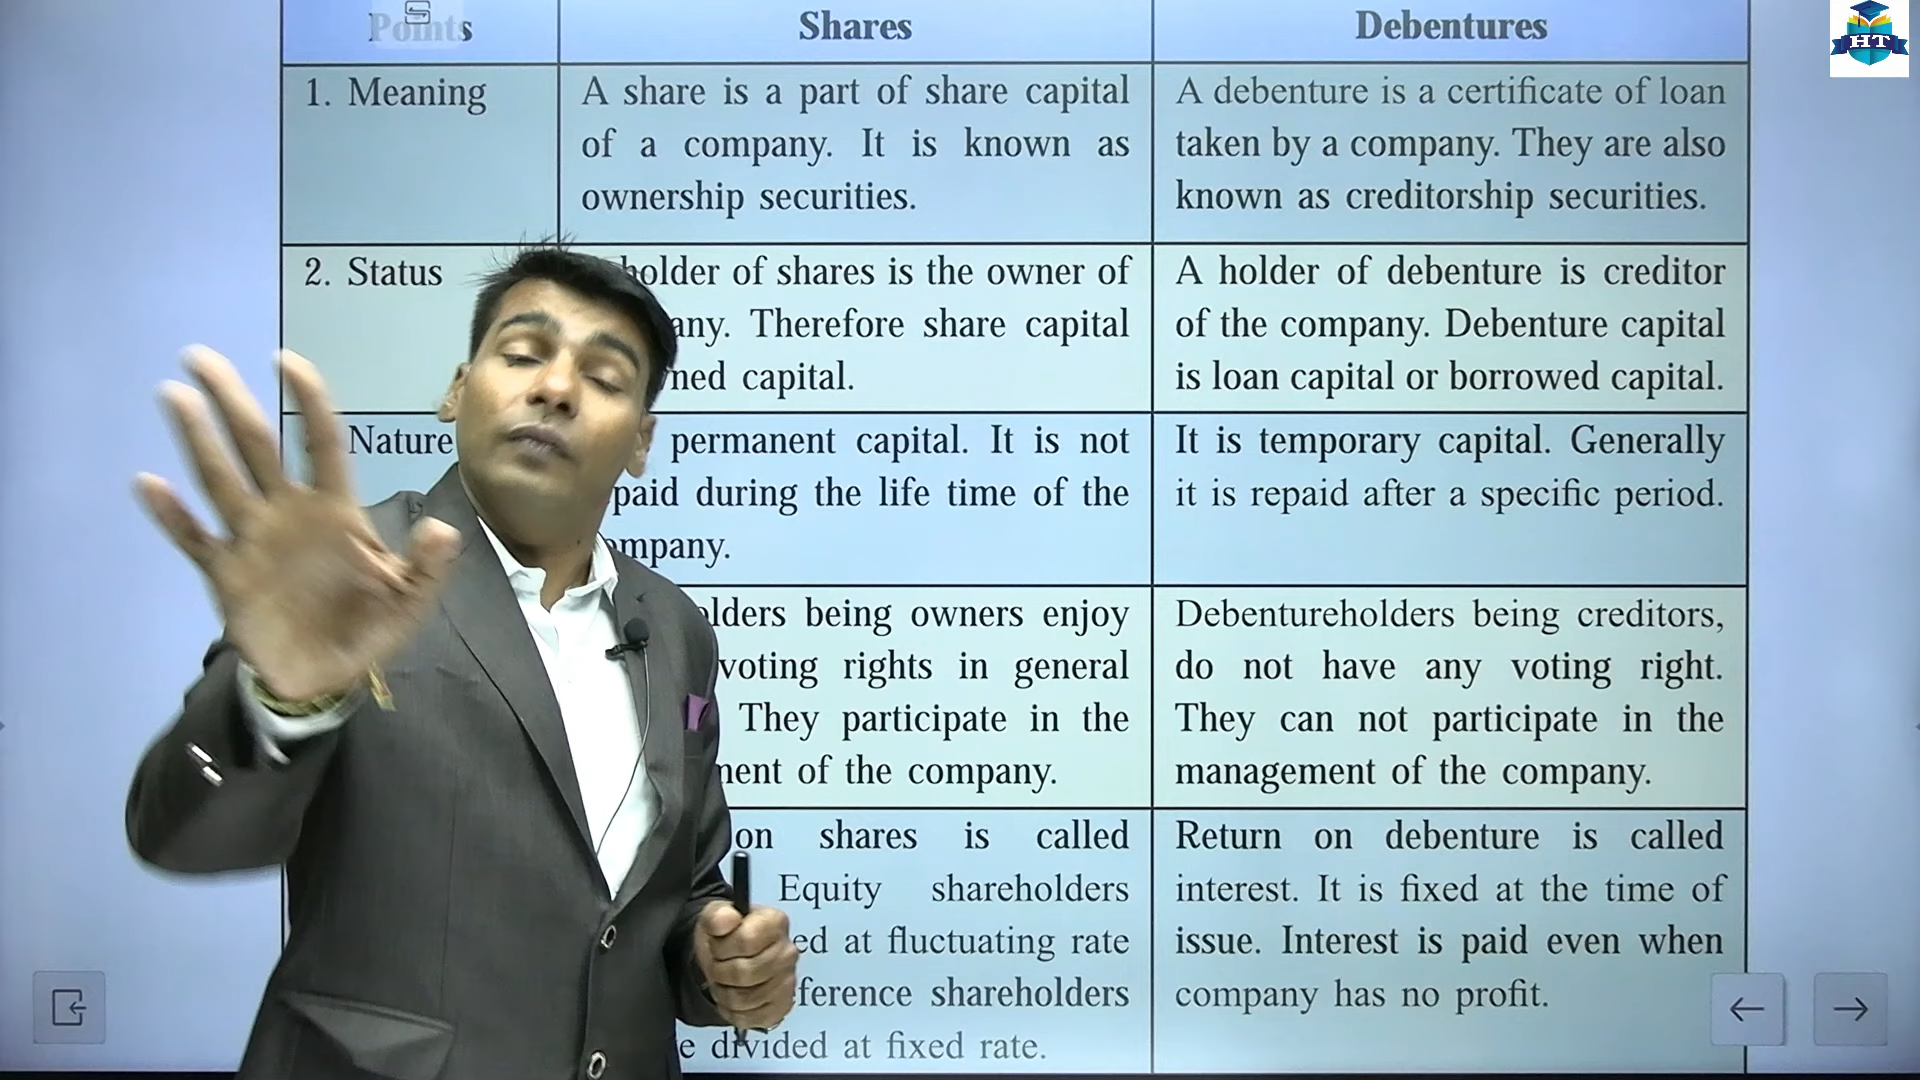 Points Shares Debentures
1. Meaning
A share is a part of share capital
of a company. It is known as
ownership securities.
A debenture is a certificate of loan
taken by a company. They are also
known as creditorship securities.
2. Status
holder of shares is the owner of
any. Therefore share capital
ned capital.
A holder of debenture is creditor
of the company. Debenture capital
is loan capital or borrowed capital.
Nature
permanent capital. It is not
paid during the life time of the
ompany.
It is temporary capital. Generally
it is repaid after a specific period.
olders being owners enjoy
voting rights in general
They participate in the
ment of the company.
Debentureholders being creditors,
do not have any voting right.
They can not participate in the
management of the company.
on shares is called
Equity shareholders
ed at fluctuating rate
ference shareholders
e divided at fixed rate.
Return on debenture is called
interest. It is fixed at the time of
issue. Interest is paid even when
company has no profit.
HT